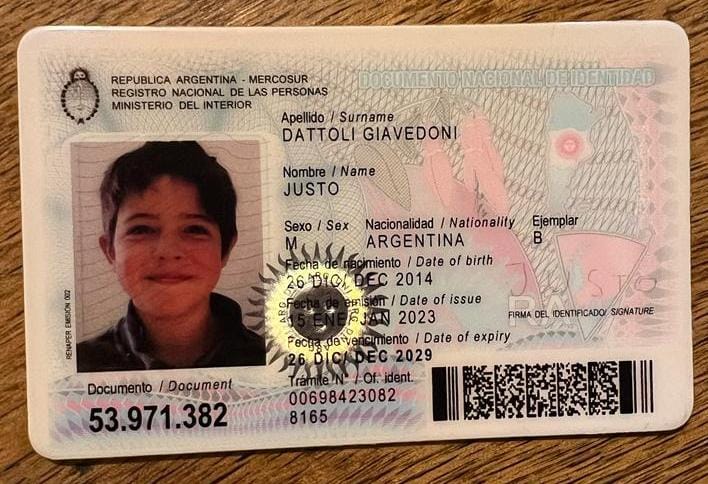 REPUBLICA ARGENTINA - MERCOSUR
REGISTRO NACIONAL DE LAS PERSONAS
MINISTERIO DEL INTERIOR
DOCUMENTO NACIONAL DE IDENTIDAD
Apellido / Surname
DATTOLI GIAVEDONI
Nombre / Name
JUSTO
Sexo / Sex Nacionalidad / Nationality Ejemplar
M ARGENTINA B
Fecha de nacimiento / Date of birth
26 DIC/ DEC 2014
Fecha de emisión / Date of issue
15 ENE/ JAN 2023
JUSTO
FIRMA DEL IDENTIFICADO/ SIGNATURE
Fecha de vencimiento / Date of expiry
26 DIC/ DEC 2029
Trámite N° / Of. ident.
00698423082
8165
Documento / Document
53.971.382
RENAPER EMISIÓN 002
RA